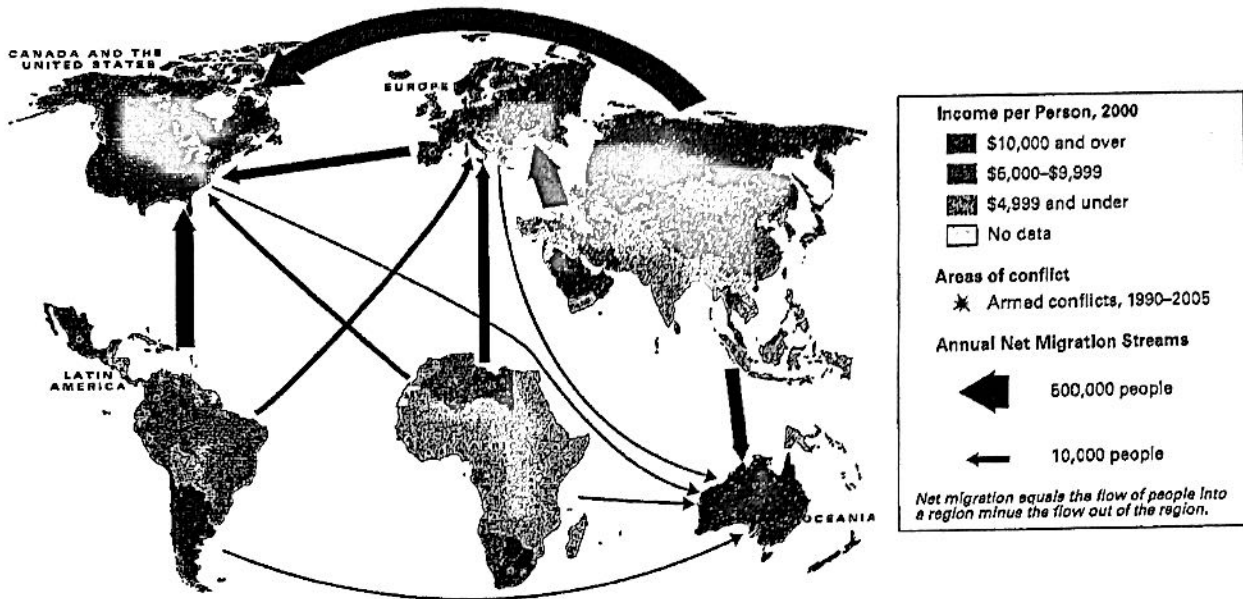 CANADA AND THE
UNITED STATES
EUROPE
LATIN
AMERICA
OCEANIA
Income per Person, 2000
$10,000 and over
$5,000–$9,999
$4,999 and under
No data
Areas of conflict
Armed conflicts, 1990–2005
Annual Net Migration Streams
500,000 people
10,000 people
Net migration equals the flow of people into
a region minus the flow out of the region.